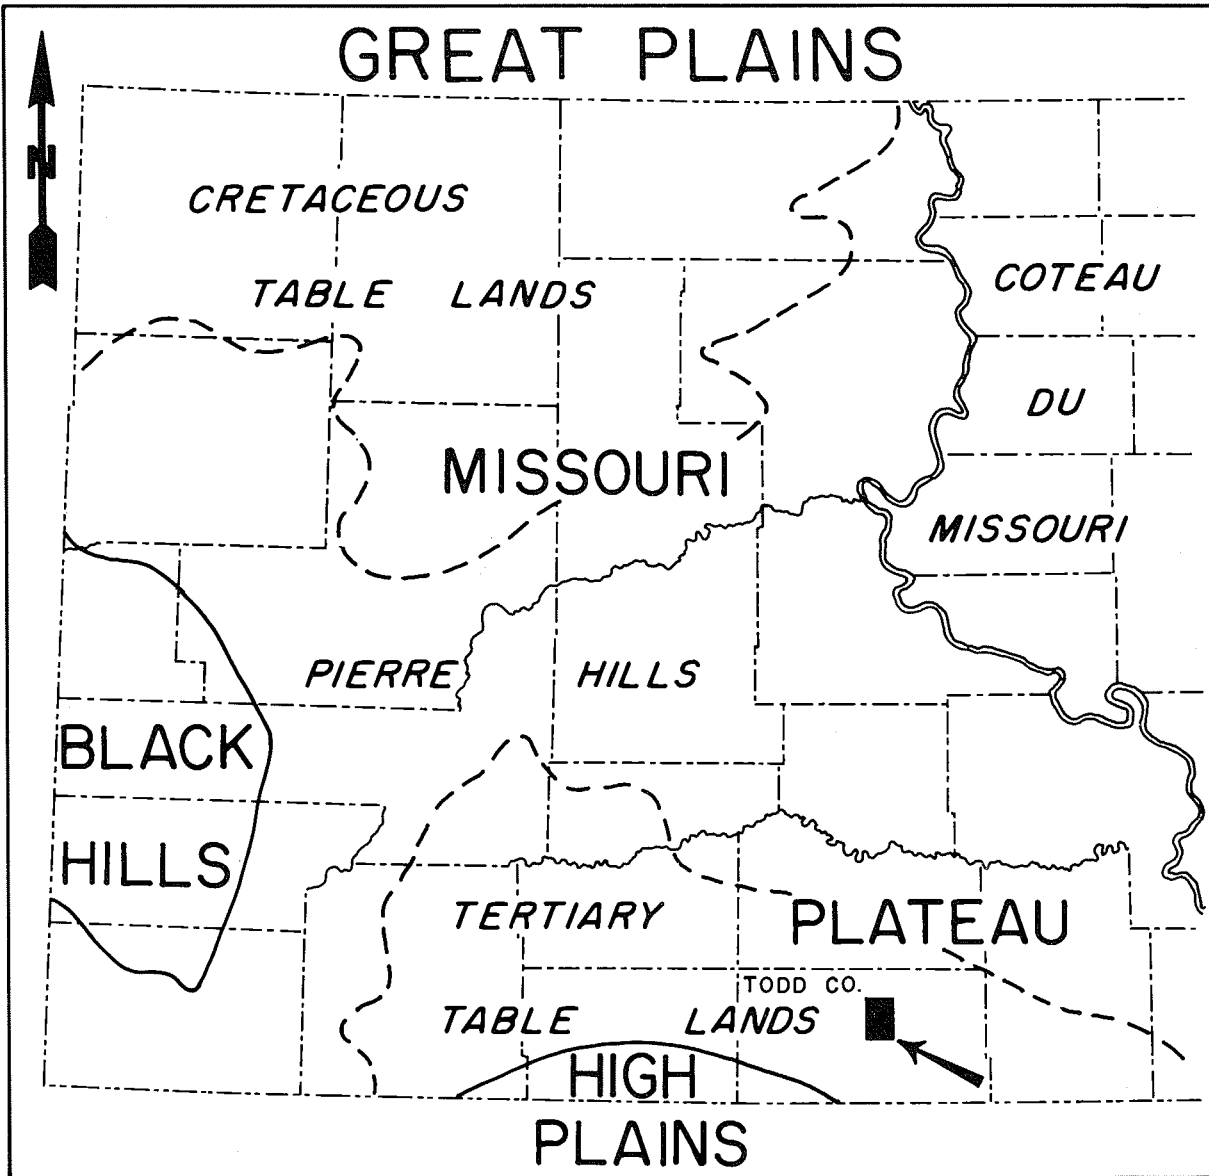 GREAT PLAINS
N
CRETACEOUS
TABLE LANDS
COTEAU
DU
MISSOURI
MISSOURI
PIERRE HILLS
BLACK
HILLS
TERTIARY
PLATEAU
TODD CO.
TABLE LANDS
HIGH
PLAINS